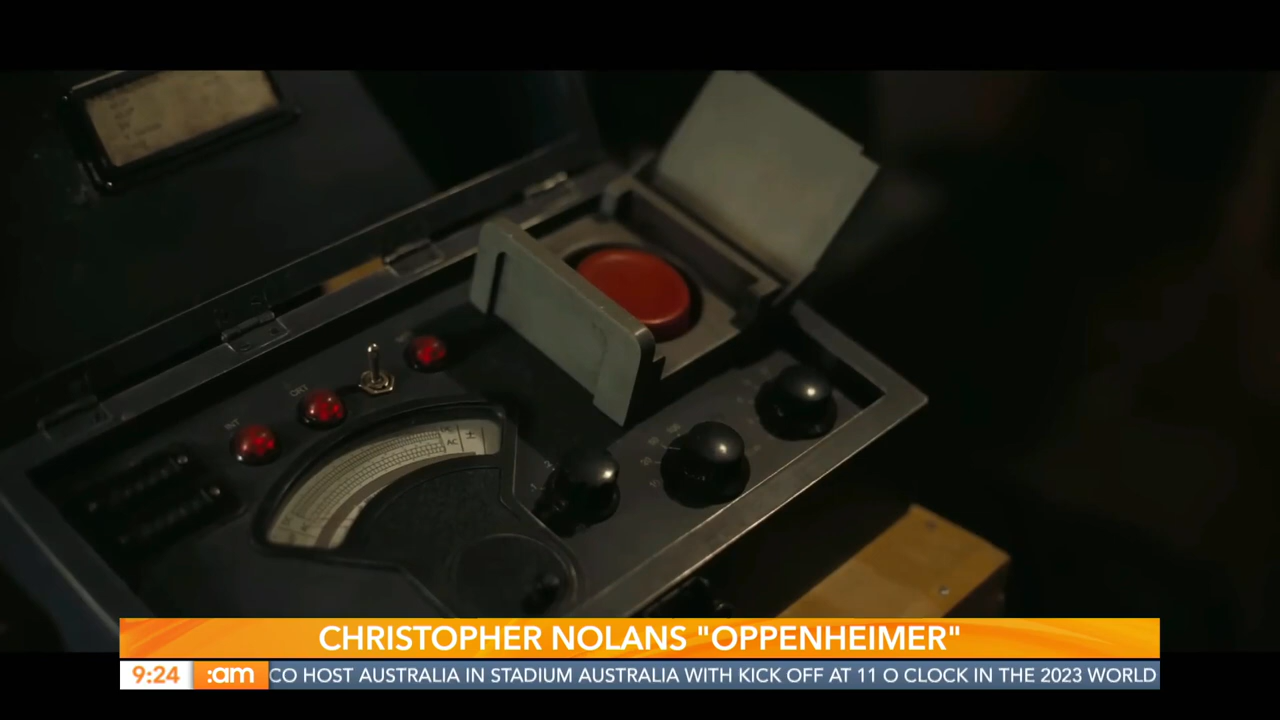 DC
AC
CHRISTOPHER NOLANS "OPPENHEIMER"
9:24 :am CO HOST AUSTRALIA IN STADIUM AUSTRALIA WITH KICK OFF AT 11 O CLOCK IN THE 2023 WORLD